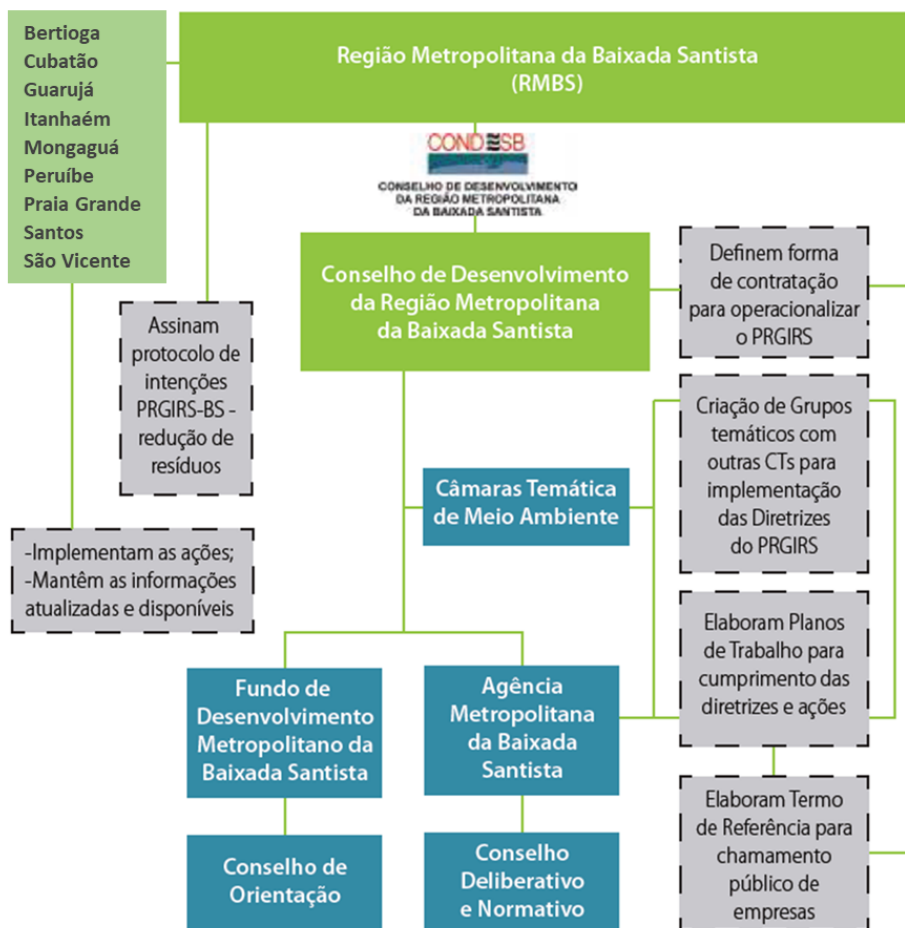 Bertioga
Cubatão
Guarujá
Itanhaém
Mongaguá
Peruíbe
Praia Grande
Santos
São Vicente
Região Metropolitana da Baixada Santista
(RMBS)
CONDESB
CONSELHO DE DESENVOLVIMENTO
DA REGIÃO METROPOLITANA
DA BAIXADA SANTISTA
Conselho de Desenvolvimento
da Região Metropolitana
da Baixada Santista
Definem forma
de contratação
para operacionalizar
o PRGIRS
Assinam
protocolo de
intenções
PRGIRS-BS -
redução de
resíduos
Criação de Grupos
temáticos com
outras CTs para
implementação
das Diretrizes
do PRGIRS
Câmaras Temática
de Meio Ambiente
-Implementam as ações;
-Mantêm as informações
atualizadas e disponíveis
Elaboram Planos
de Trabalho para
cumprimento das
diretrizes e ações
Fundo de
Desenvolvimento
Metropolitano da
Baixada Santista
Agência
Metropolitana
da Baixada
Santista
Elaboram Termo
de Referência para
chamamento
público de
empresas
Conselho de
Orientação
Conselho
Deliberativo
e Normativo